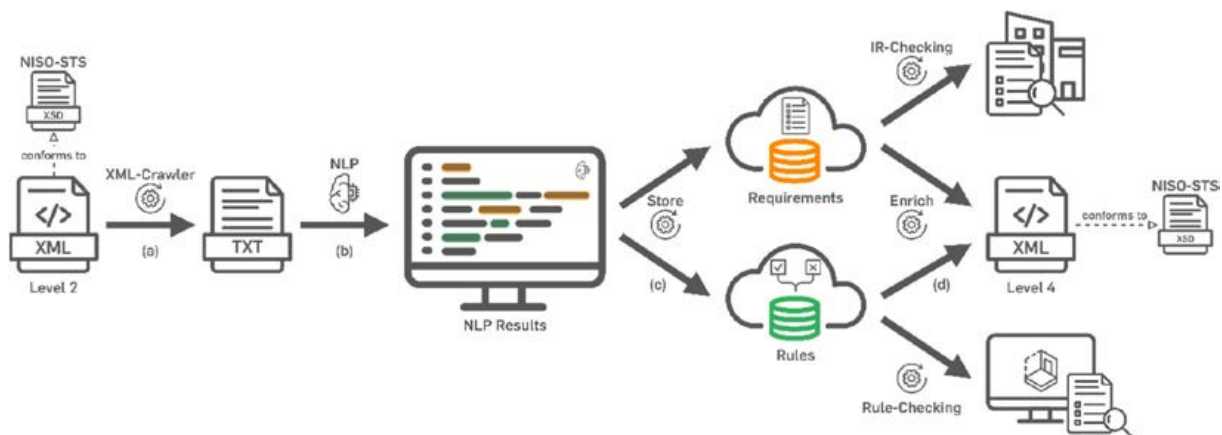 NISO-STS
XSD
conforms to
XML-Crawler
NLP
XML
(a)
TXT
(b)
Level 2
NLP Results
Store
(c)
Requirements
Rules
IR-Checking
Enrich
(d)
Rule-Checking
XML
Level 4
conforms to
NISO-STS
XSD